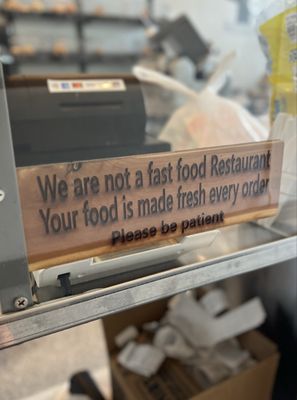 We are not a fast food Restaurant
Your food is made fresh every order
Please be patient